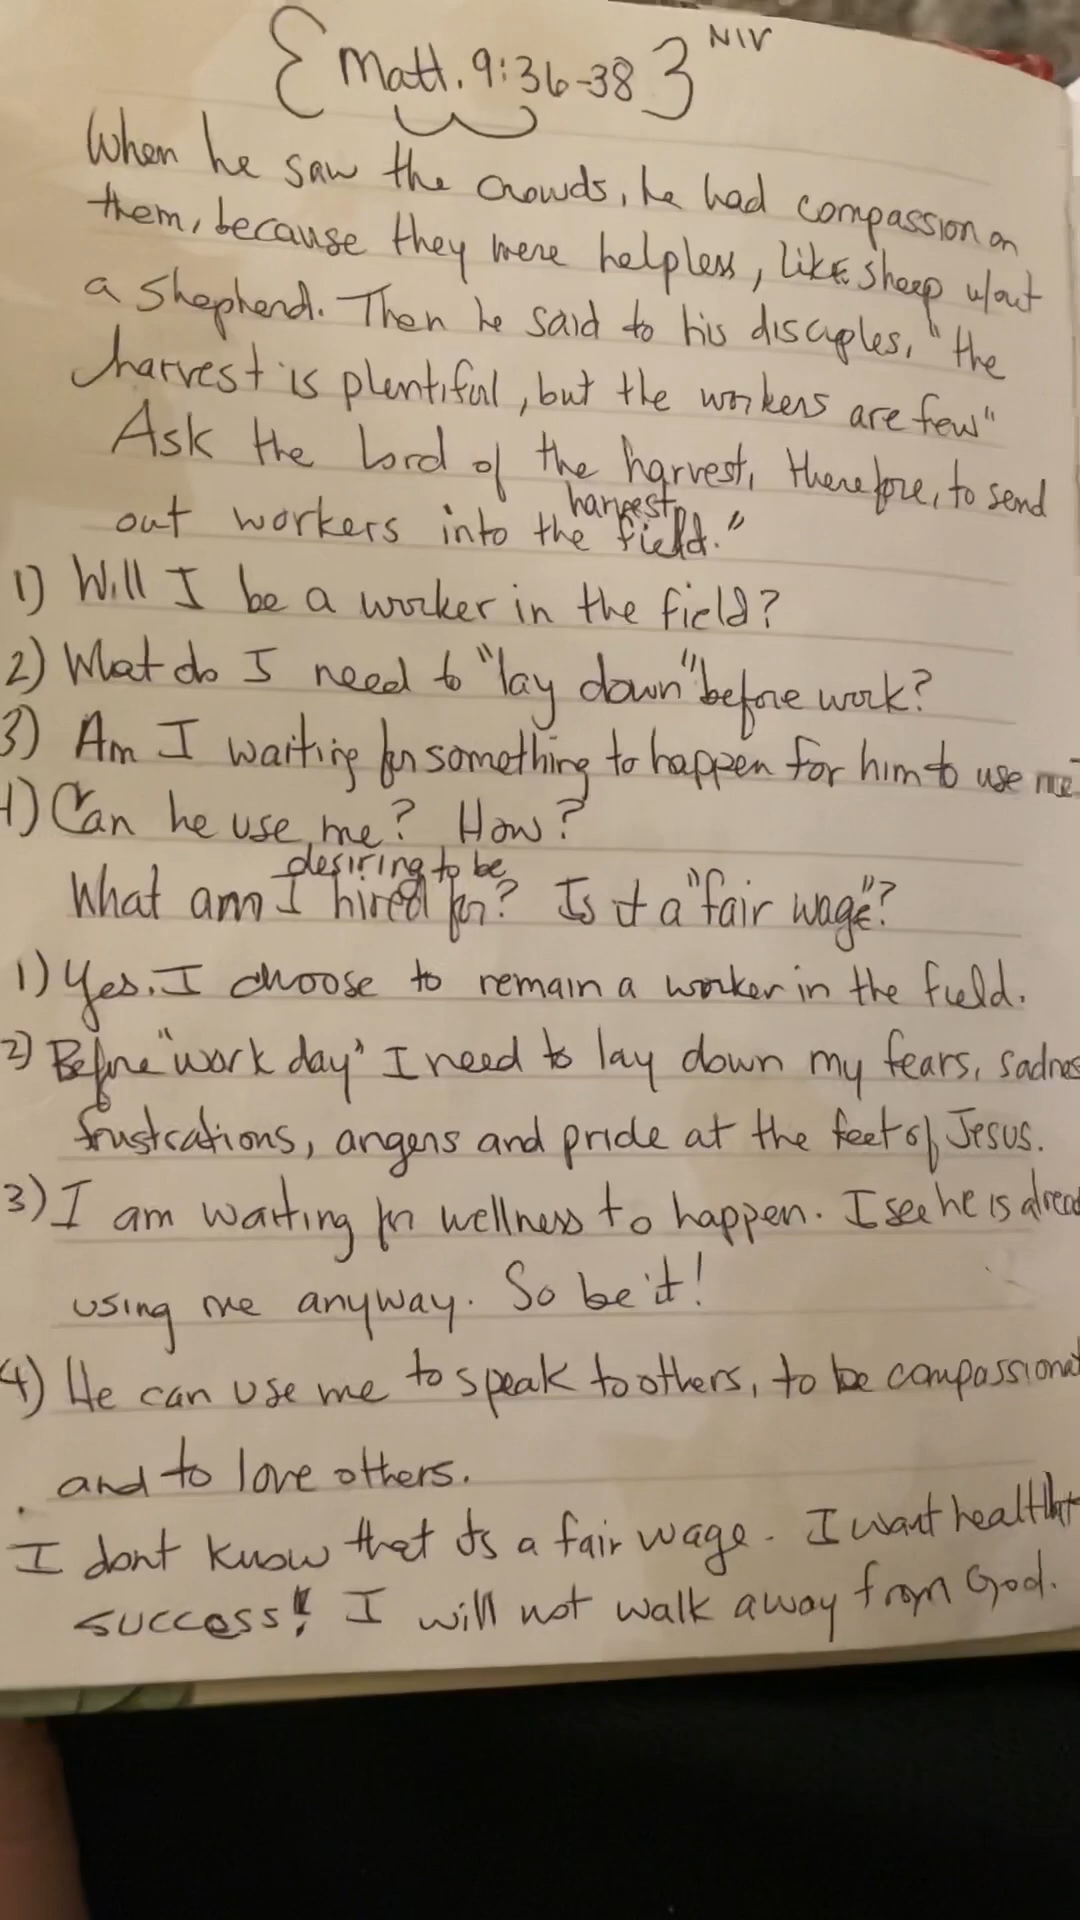 { Matt. 9:36-38 } NIV
When he saw the crowds, he had compassion on
them, because they were helpless, like sheep w/out
a shepherd. Then he said to his disciples, "the
harvest is plentiful, but the workers are few"
Ask the Lord of the harvest, therefore, to send
out workers into the harvest field."
1) Will I be a worker in the field?
2) What do I need to "lay down" before work?
3) Am I waiting for something to happen for him to use me
4) Can he use me? How?
What am I desiring to be hired for? Is it a "fair wage"?
1) Yes. I choose to remain a worker in the field.
2) Before "work day" I need to lay down my fears, sadnes
frustrations, angers and pride at the feet of Jesus.
3) I am waiting for wellness to happen. I see he is alread
using me anyway. So be it!
4) He can use me to speak to others, to be compassionat
and to love others.
I dont know that its a fair wage. I want
success! I will not walk away from God.